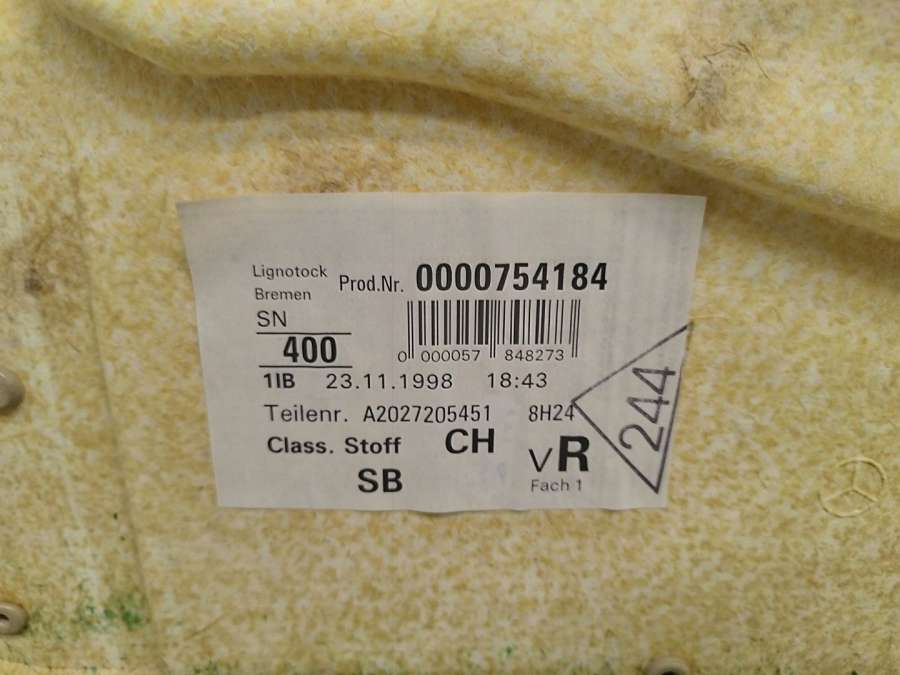 Lignotock
Bremen
Prod.Nr. 0000754184
SN
400
0 000057 848273
1IB 23.11.1998 18:43
Teilenr. A2027205451 8H24
Class. Stoff CH
SB
vR
Fach 1
244